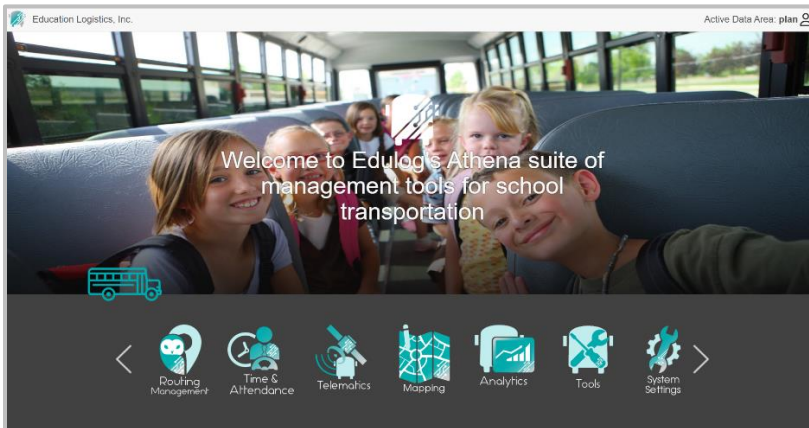 Education Logistics, Inc.
Active Data Area: plan
Welcome to Edulog's Athena suite of
management tools for school
transportation
Routing
Management
Time &
Attendance
Telematics
Mapping
Analytics
Tools
System
Settings